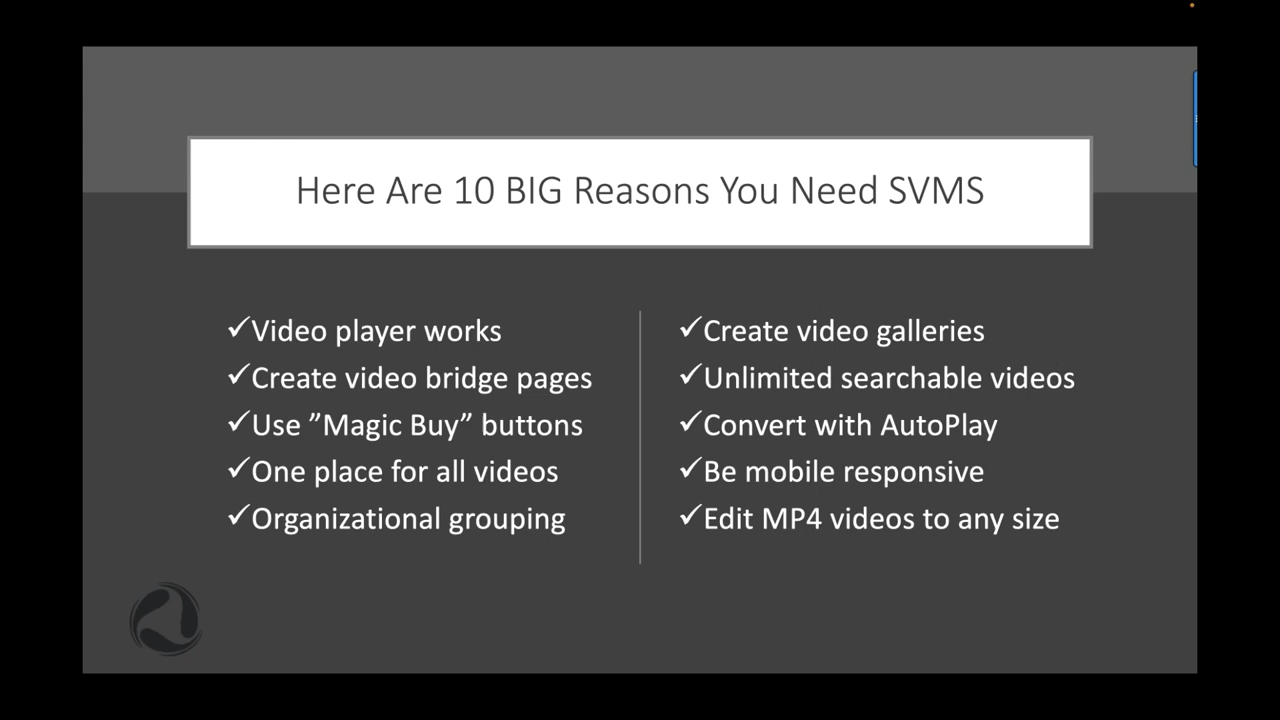 Here Are 10 BIG Reasons You Need SVMS
✓Video player works
✓Create video bridge pages
✓Use ”Magic Buy” buttons
✓One place for all videos
✓Organizational grouping
✓Create video galleries
✓Unlimited searchable videos
✓Convert with AutoPlay
✓Be mobile responsive
✓Edit MP4 videos to any size